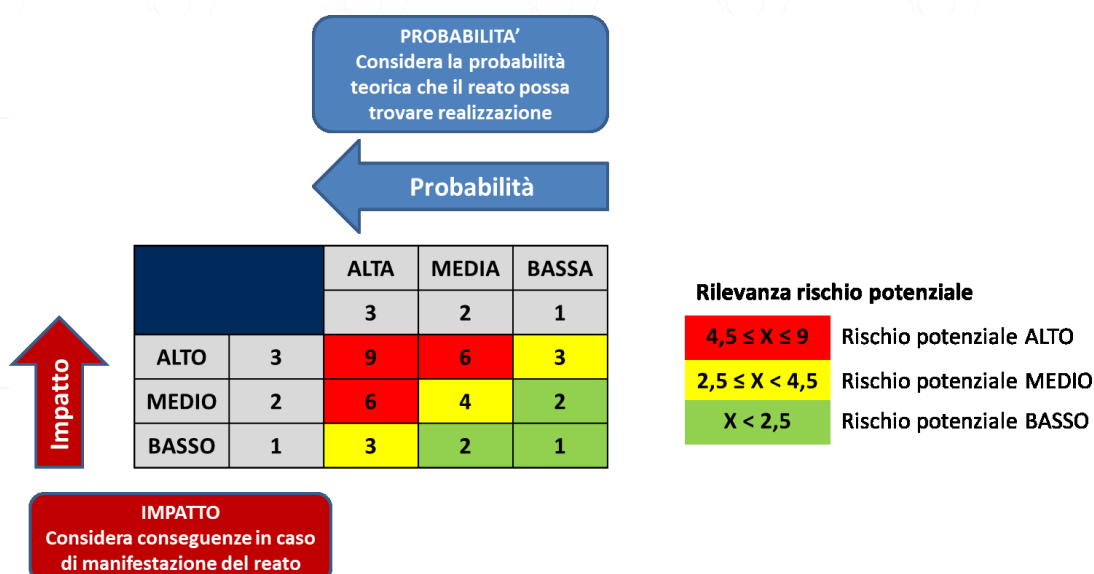 PROBABILITA’
Considera la probabilità
teorica che il reato possa
trovare realizzazione
Probabilità
ALTA MEDIA BASSA
3 2 1
ALTO 3 9 6 3
MEDIO 2 6 4 2
BASSO 1 3 2 1
Impatto
IMPATTO
Considera conseguenze in caso
di manifestazione del reato
Rilevanza rischio potenziale
4,5 ≤ X ≤ 9 Rischio potenziale ALTO
2,5 ≤ X < 4,5 Rischio potenziale MEDIO
X < 2,5 Rischio potenziale BASSO